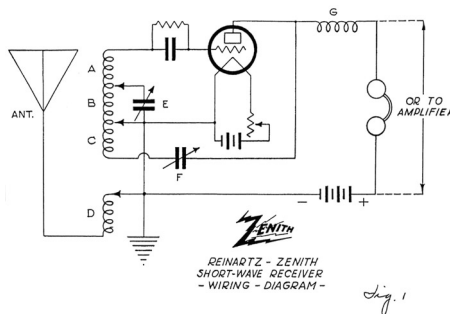 G
A
ANT.
B
E
C
F
D
OR TO
AMPLIFIER
ZENITH
REINARTZ - ZENITH
SHORT-WAVE RECEIVER
- WIRING - DIAGRAM -
Fig. 1